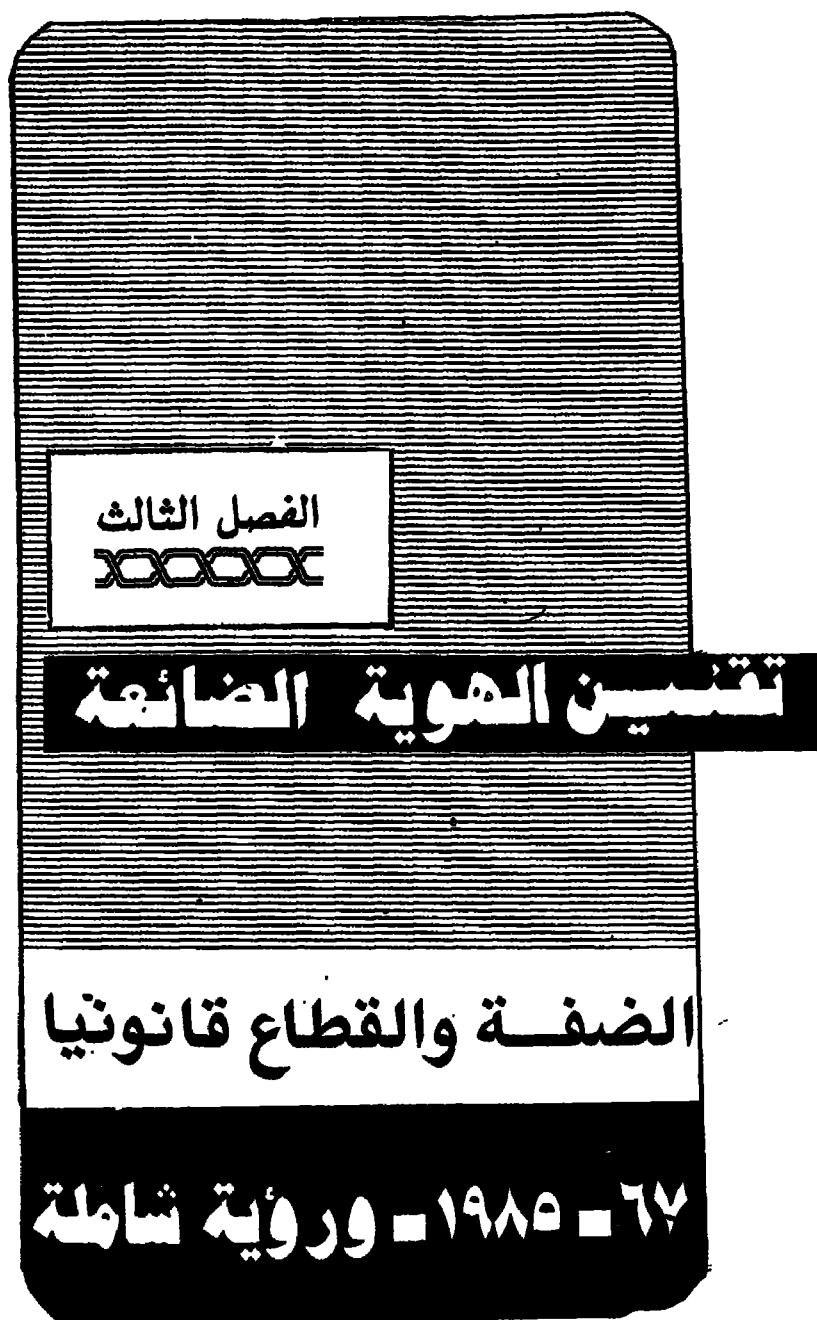 الفصل الثالث
تقنين الهوية الضائعة
الضفة والقطاع قانونيا
٦٧ - ١٩٨٥ - ورؤية شاملة